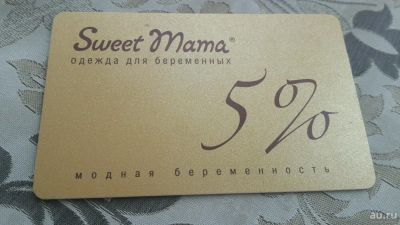 Sweet Mama®
одежда для беременных
5%
модная беременность
au.ru